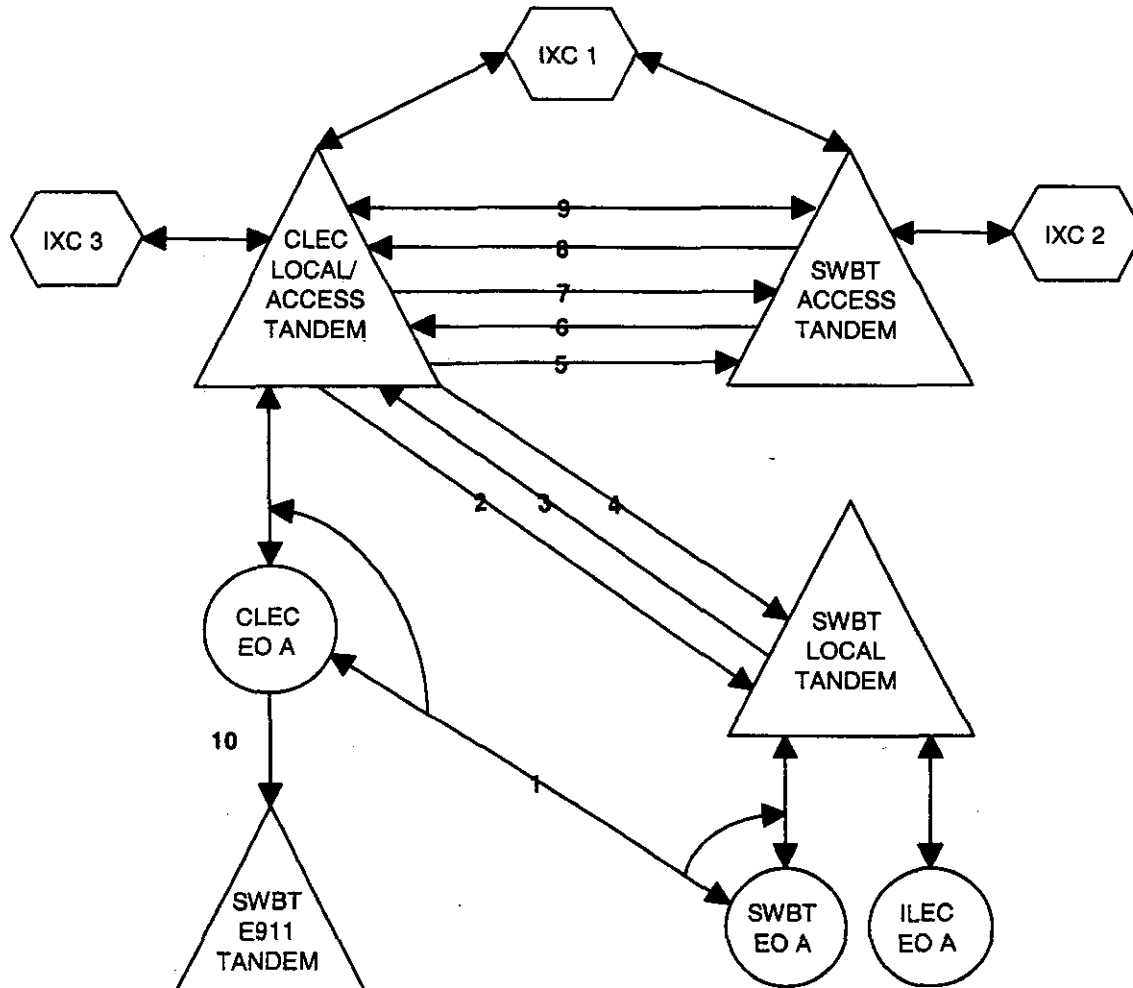 IXC 1
IXC 3
CLEC
LOCAL/
ACCESS
TANDEM
9
8
7
6
5
SWBT
ACCESS
TANDEM
IXC 2
2
3
4
CLEC
EO A
SWBT
LOCAL
TANDEM
10
1
SWBT
E911
TANDEM
SWBT
EO A
ILEC
EO A